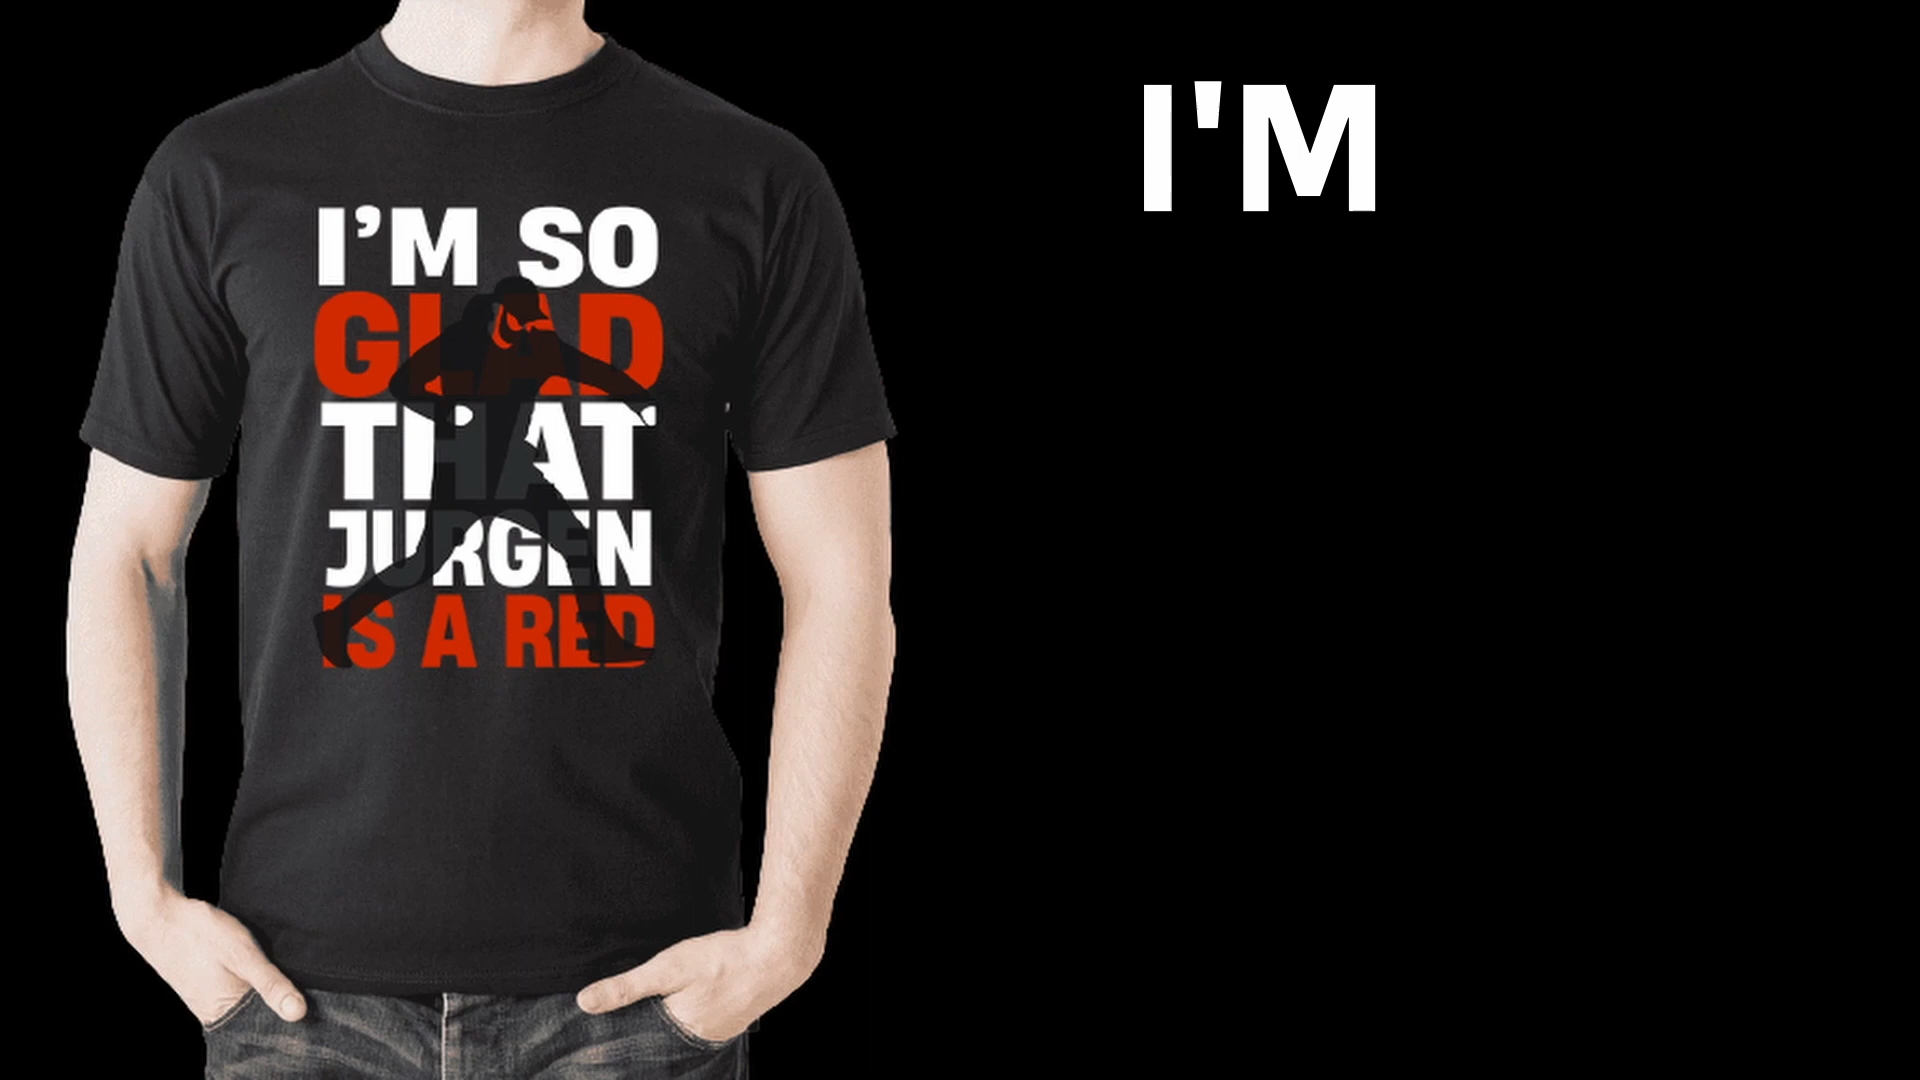 I'M SO
GLAD
THAT
JURGEN
IS A RED
I'M